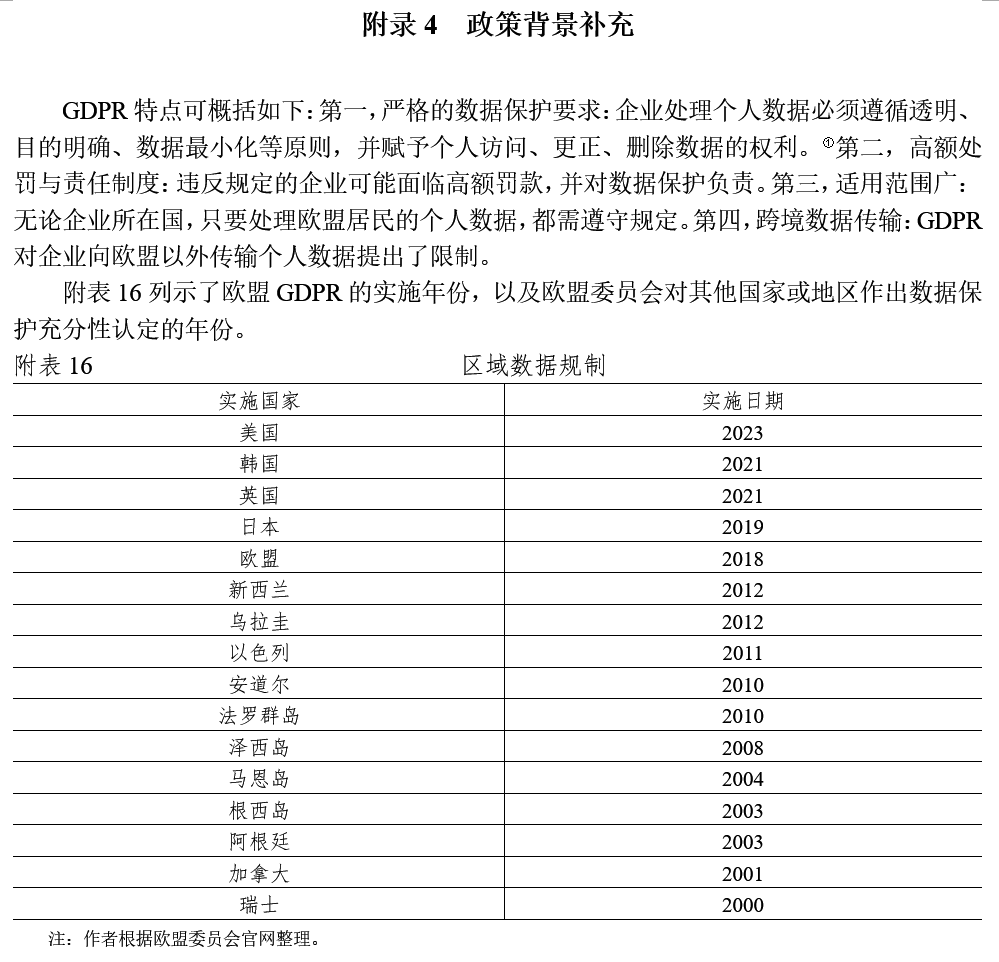 附录 4 政策背景补充
GDPR 特点可概括如下：第一，严格的数据保护要求：企业处理个人数据必须遵循透明、
目的明确、数据最小化等原则，并赋予个人访问、更正、删除数据的权利。①第二，高额处
罚与责任制度：违反规定的企业可能面临高额罚款，并对数据保护负责。第三，适用范围广：
无论企业所在国，只要处理欧盟居民的个人数据，都需遵守规定。第四，跨境数据传输：GDPR
对企业向欧盟以外传输个人数据提出了限制。
附表 16 列示了欧盟 GDPR 的实施年份，以及欧盟委员会对其他国家或地区作出数据保
护充分性认定的年份。
附表 16 区域数据规制
实施国家 实施日期
美国 2023
韩国 2021
英国 2021
日本 2019
欧盟 2018
新西兰 2012
乌拉圭 2012
以色列 2011
安道尔 2010
法罗群岛 2010
泽西岛 2008
马恩岛 2004
根西岛 2003
阿根廷 2003
加拿大 2001
瑞士 2000
注：作者根据欧盟委员会官网整理。